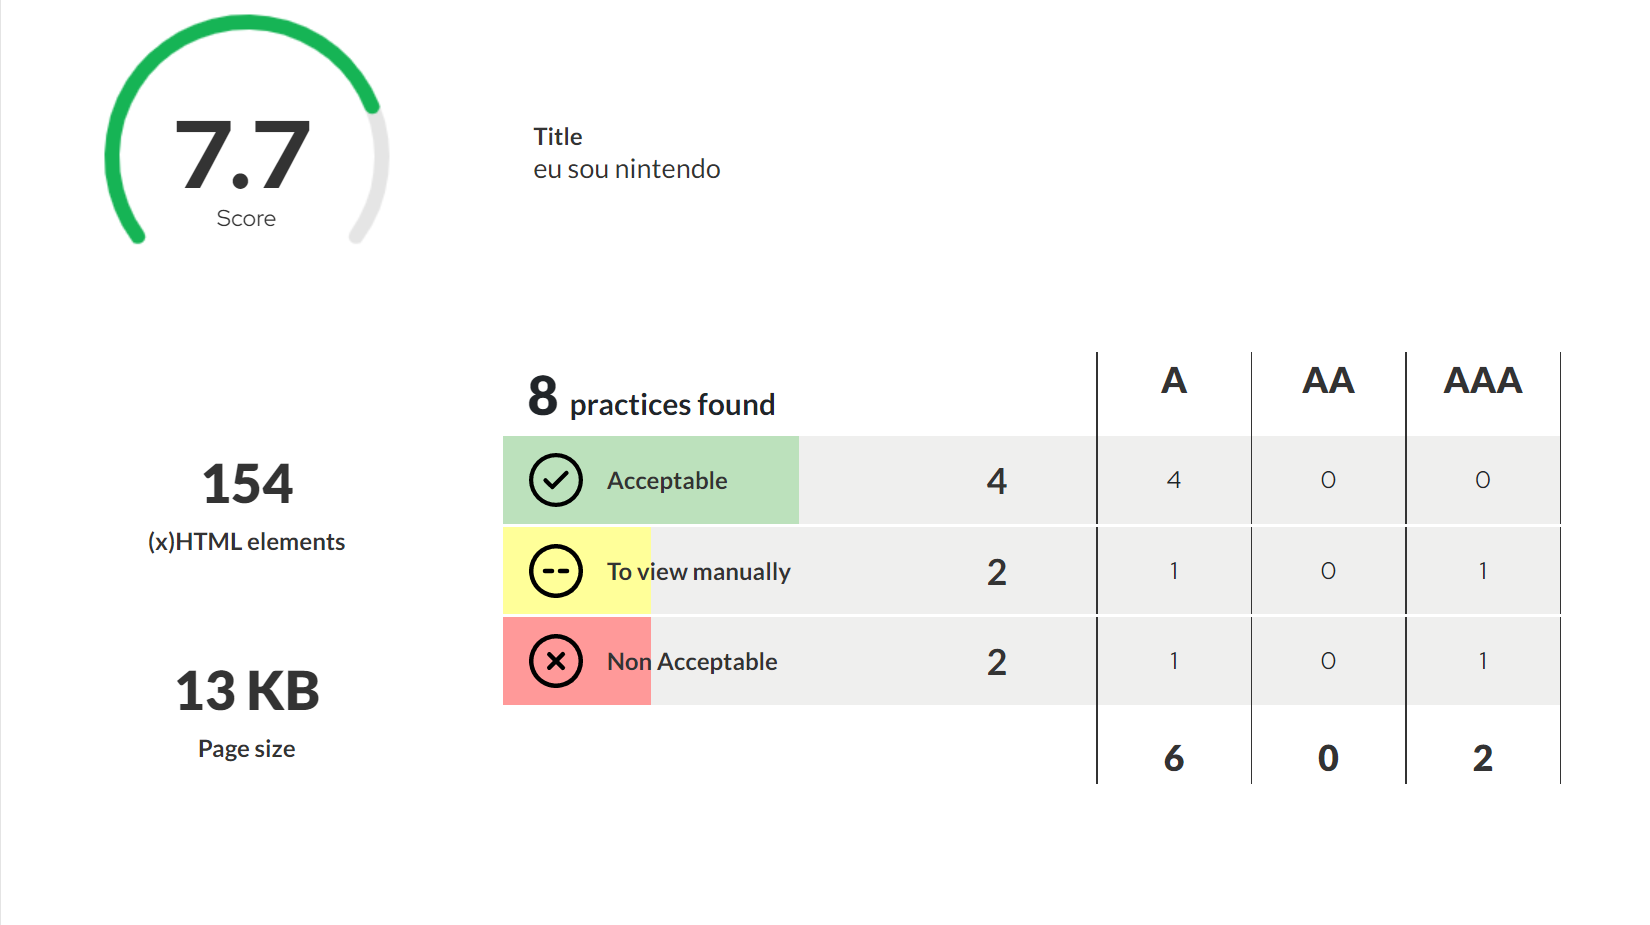 7.7
Score
Title
eu sou nintendo
154
(x)HTML elements
13 KB
Page size
8 practices found A AA AAA
Acceptable 4 4 0 0
To view manually 2 1 0 1
Non Acceptable 2 1 0 1
6 0 2